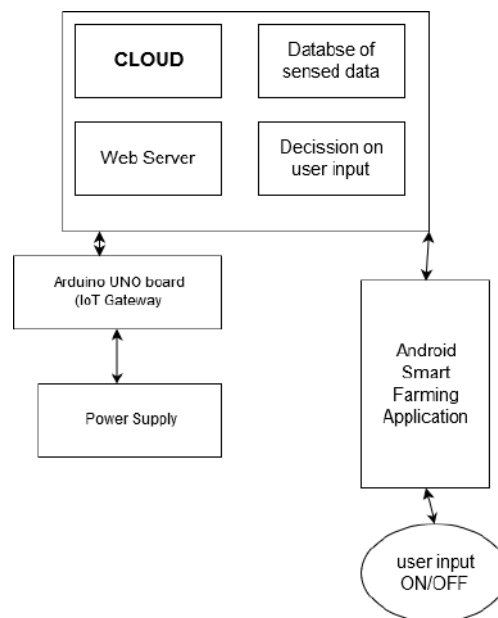 CLOUD
Databse of
sensed data
Web Server
Decission on
user input
Arduino UNO board
(IoT Gateway
Power Supply
Android
Smart
Farming
Application
user input
ON/OFF